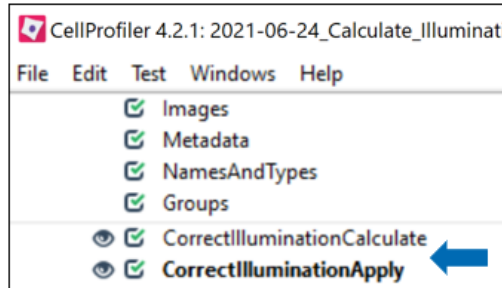 CellProfiler 4.2.1: 2021-06-24_Calculate_Illuminat
File Edit Test Windows Help
Images
Metadata
NamesAndTypes
Groups
CorrectIlluminationCalculate
CorrectIlluminationApply